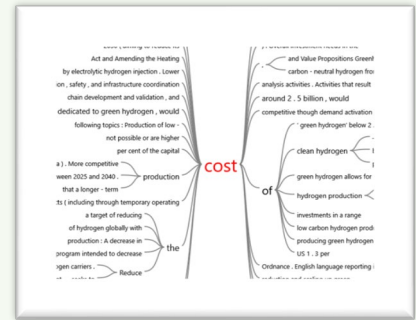 Act and Amending the Heating
by electrolytic hydrogen injection . Lower
ion , safety , and infrastructure coordination
chain development and validation , and
dedicated to green hydrogen , would
following topics : Production of low -
not possible or are higher
per cent of the capital
a ) . More competitive
ween 2025 and 2040 .
that a longer - term
production
ts ( including through temporary operating
a target of reducing
of hydrogen globally with
production : A decrease in
program intended to decrease
the
ogen carriers .
Reduce
cost
and Value Propositions Greenh
carbon - neutral hydrogen fro
analysis activities . Activities that result
around 2 . 5 billion , would
competitive though demand activation
of
' green hydrogen' below 2
clean hydrogen
green hydrogen allows for
hydrogen production
investments in a range
low carbon hydrogen prod
producing green hydrogen
US 1 . 3 per
Ordnance . English language reporting